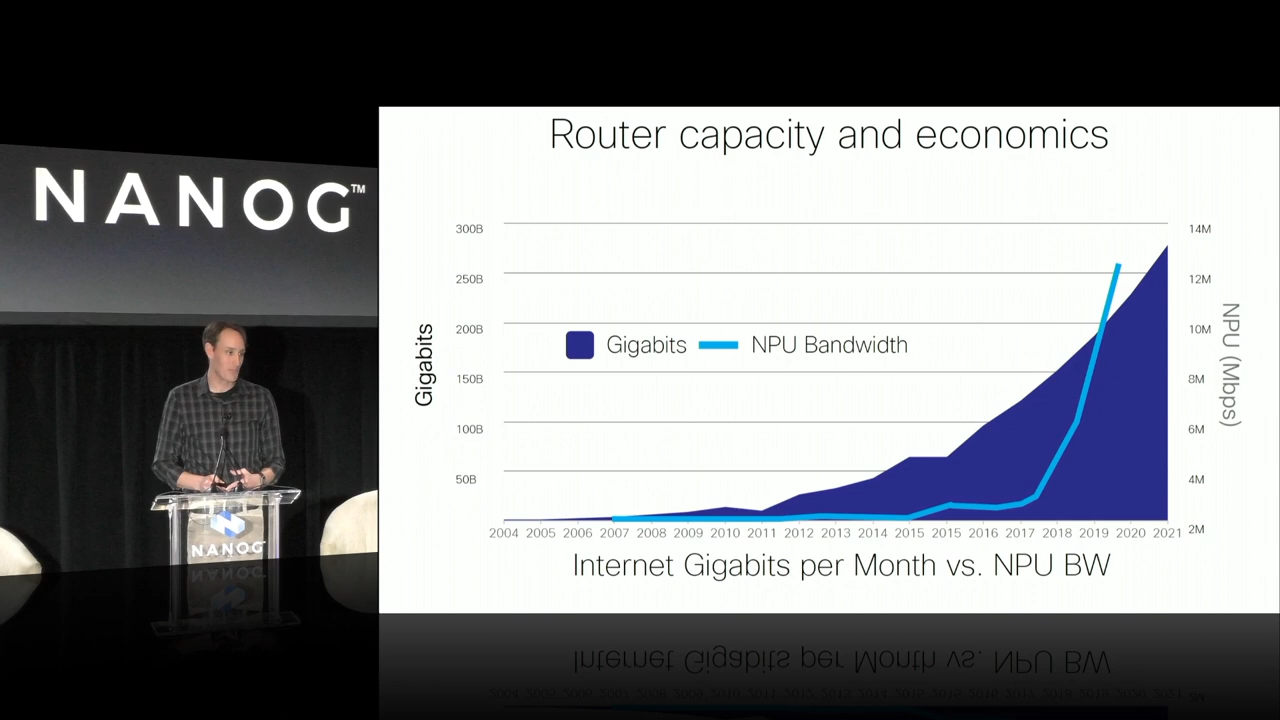 NANOG™
NANOG
Router capacity and economics
300B
250B
200B
150B
100B
50B
Gigabits
Gigabits
NPU Bandwidth
14M
12M
10M
8M
6M
4M
2M
NPU (Mbps)
2004 2005 2006 2007 2008 2009 2010 2011 2012 2013 2014 2015 2015 2016 2017 2018 2019 2020 2021
Internet Gigabits per Month vs. NPU BW